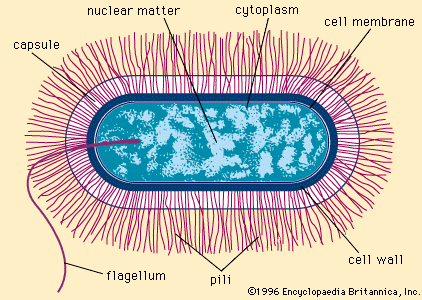 nuclear matter
cytoplasm
cell membrane
capsule
cell wall
flagellum
pili
©1996 Encyclopaedia Britannica, Inc.